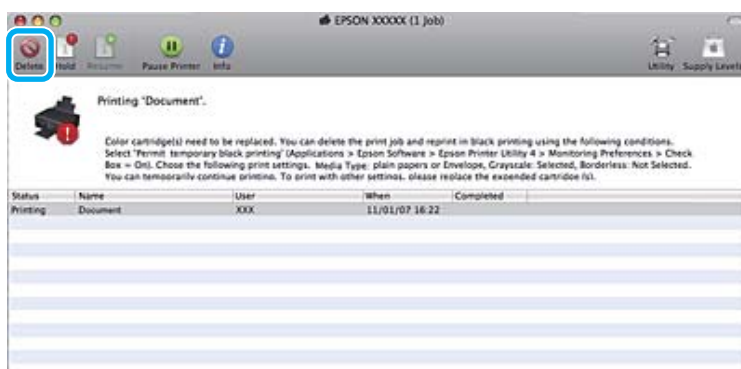 EPSON XXXXX (1 Job)
Delete Hold Resume Pause Printer Info Utility Supply Levels
Printing "Document".
Color cartridge(s) need to be replaced. You can delete the print job and reprint in black printing using the following conditions.
Select "Permit temporary black printing" (Applications > Epson Software > Epson Printer Utility 4 > Monitoring Preferences > Check
Box = On). Chose the following print settings. Media Type: plain papers or Envelope, Grayscale: Selected, Borderless: Not Selected.
You can temporarily continue printing. To print with other settings, please replace the expended cartridge (s).
Status Name User When Completed
Printing Document XXX 11/01/07 16:22